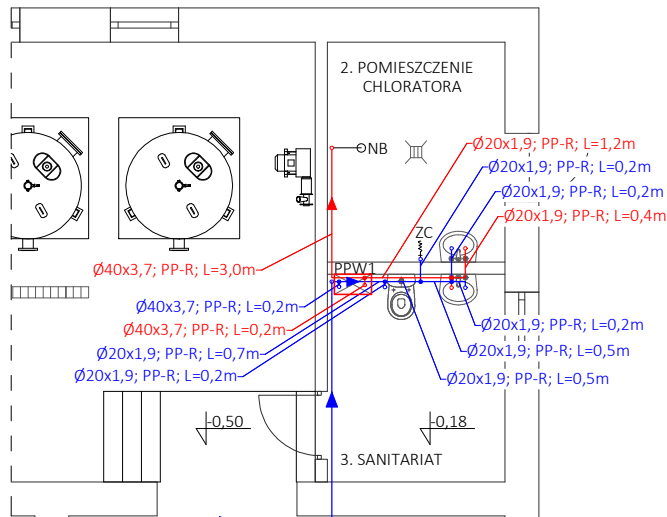 2. POMIESZCZENIE
CHLORATORA
NB
Ø20x1,9; PP-R; L=1,2m
Ø20x1,9; PP-R; L=0,2m
Ø20x1,9; PP-R; L=0,2m
Ø20x1,9; PP-R; L=0,4m
ZC
Ø40x3,7; PP-R; L=3,0m
PPW1
Ø40x3,7; PP-R; L=0,2m
Ø40x3,7; PP-R; L=0,2m
Ø20x1,9; PP-R; L=0,7m
Ø20x1,9; PP-R; L=0,2m
Ø20x1,9; PP-R; L=0,2m
Ø20x1,9; PP-R; L=0,5m
Ø20x1,9; PP-R; L=0,5m
-0,50
-0,18
3. SANITARIAT